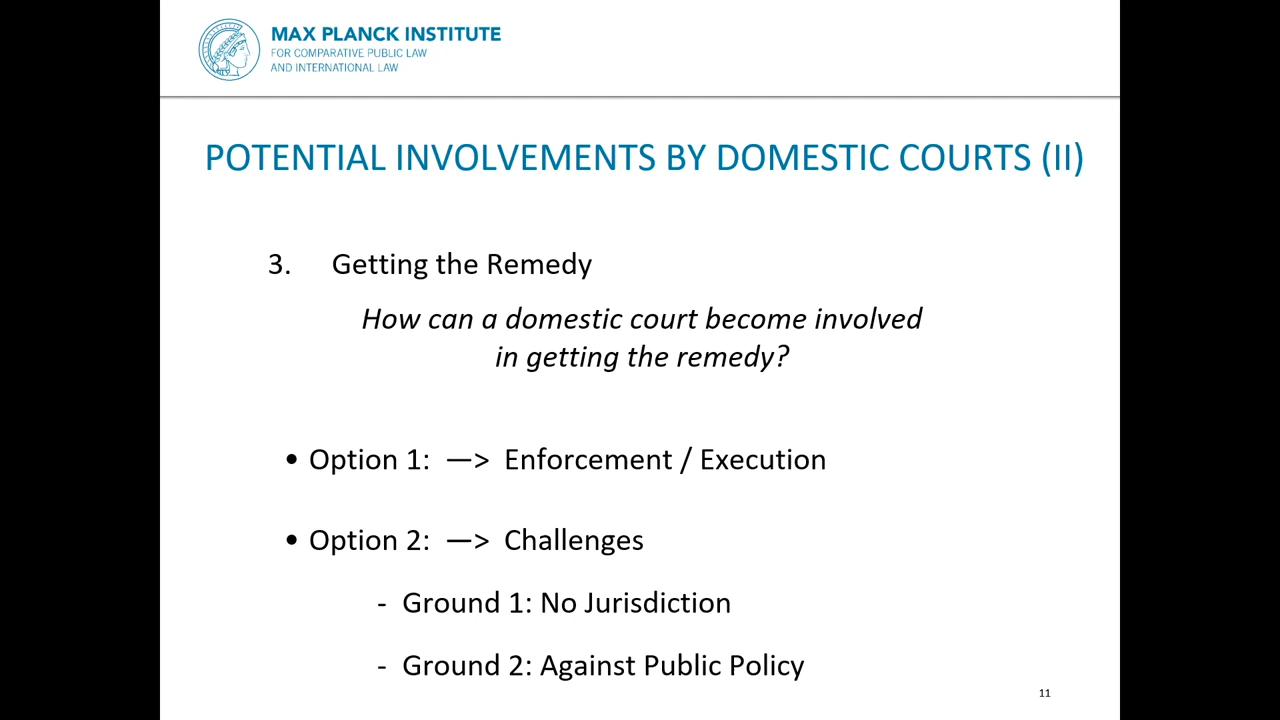 MAX PLANCK INSTITUTE
FOR COMPARATIVE PUBLIC LAW
AND INTERNATIONAL LAW
POTENTIAL INVOLVEMENTS BY DOMESTIC COURTS (II)
3. Getting the Remedy
How can a domestic court become involved
in getting the remedy?
• Option 1: —> Enforcement / Execution
• Option 2: —> Challenges
- Ground 1: No Jurisdiction
- Ground 2: Against Public Policy
11